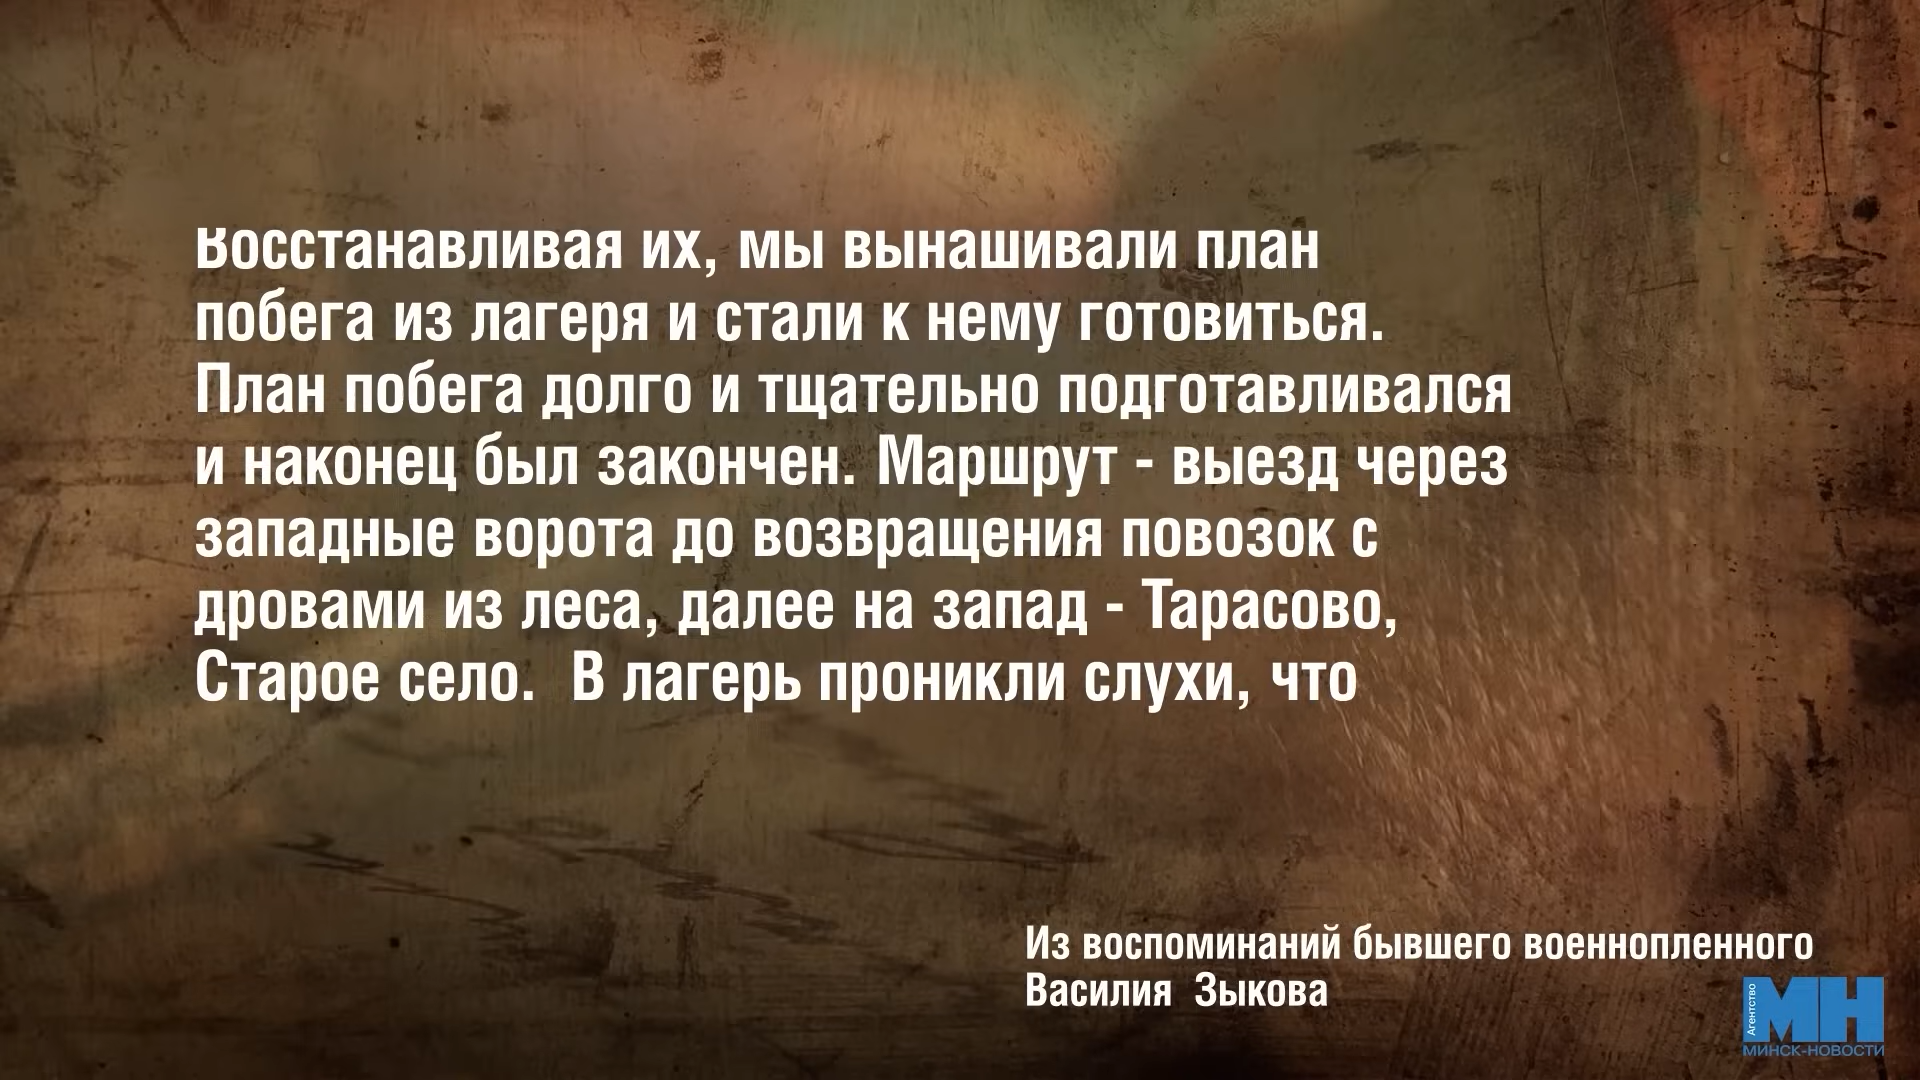 Восстанавливая их, мы вынашивали план
побега из лагеря и стали к нему готовиться.
План побега долго и тщательно подготавливался
и наконец был закончен. Маршрут - выезд через
западные ворота до возвращения повозок с
дровами из леса, далее на запад - Тарасово,
Старое село.  В лагерь проникли слухи, что
Из воспоминаний бывшего военнопленного
Василия  Зыкова
Агентство
МН
МИНСК-НОВОСТИ